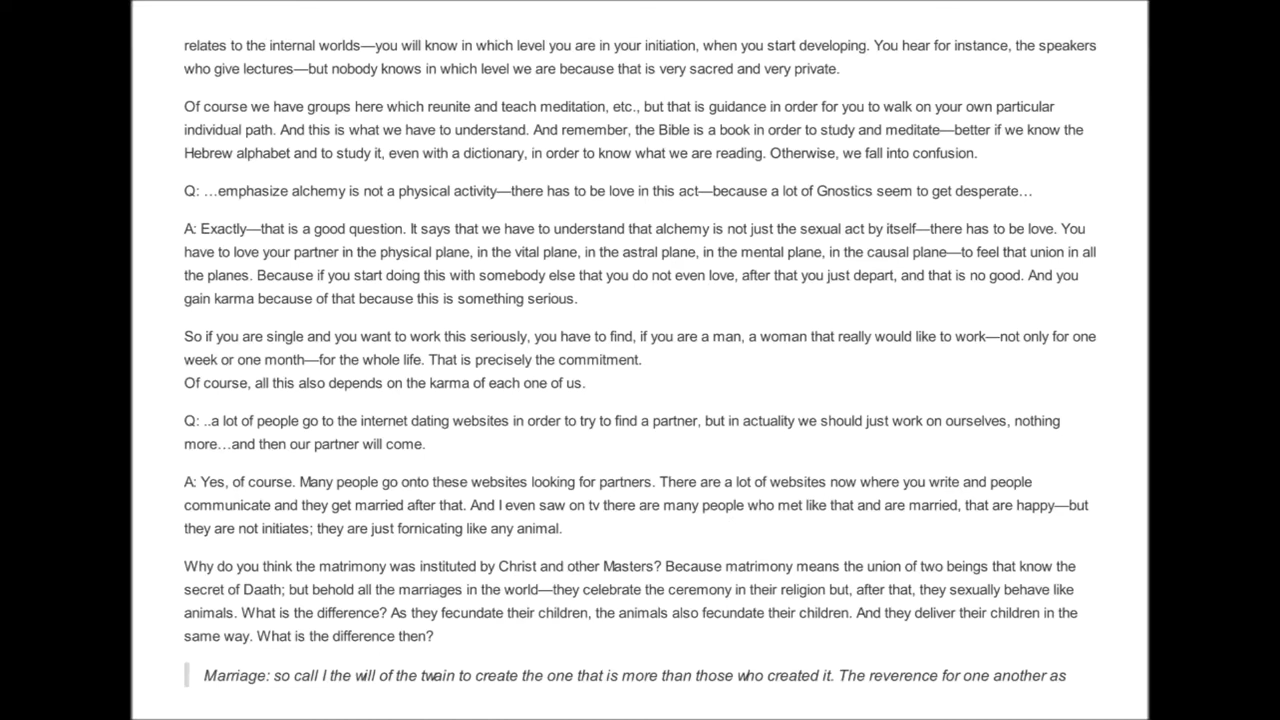 relates to the internal worlds—you will know in which level you are in your initiation, when you start developing. You hear for instance, the speakers
who give lectures—but nobody knows in which level we are because that is very sacred and very private.
Of course we have groups here which reunite and teach meditation, etc., but that is guidance in order for you to walk on your own particular
individual path. And this is what we have to understand. And remember, the Bible is a book in order to study and meditate—better if we know the
Hebrew alphabet and to study it, even with a dictionary, in order to know what we are reading. Otherwise, we fall into confusion.
Q: …emphasize alchemy is not a physical activity—there has to be love in this act—because a lot of Gnostics seem to get desperate…
A: Exactly—that is a good question. It says that we have to understand that alchemy is not just the sexual act by itself—there has to be love. You
have to love your partner in the physical plane, in the vital plane, in the astral plane, in the mental plane, in the causal plane—to feel that union in all
the planes. Because if you start doing this with somebody else that you do not even love, after that you just depart, and that is no good. And you
gain karma because of that because this is something serious.
So if you are single and you want to work this seriously, you have to find, if you are a man, a woman that really would like to work—not only for one
week or one month—for the whole life. That is precisely the commitment.
Of course, all this also depends on the karma of each one of us.
Q: ..a lot of people go to the internet dating websites in order to try to find a partner, but in actuality we should just work on ourselves, nothing
more…and then our partner will come.
A: Yes, of course. Many people go onto these websites looking for partners. There are a lot of websites now where you write and people
communicate and they get married after that. And I even saw on tv there are many people who met like that and are married, that are happy—but
they are not initiates; they are just fornicating like any animal.
Why do you think the matrimony was instituted by Christ and other Masters? Because matrimony means the union of two beings that know the
secret of Daath; but behold all the marriages in the world—they celebrate the ceremony in their religion but, after that, they sexually behave like
animals. What is the difference? As they fecundate their children, the animals also fecundate their children. And they deliver their children in the
same way. What is the difference then?
Marriage: so call I the will of the twain to create the one that is more than those who created it. The reverence for one another as